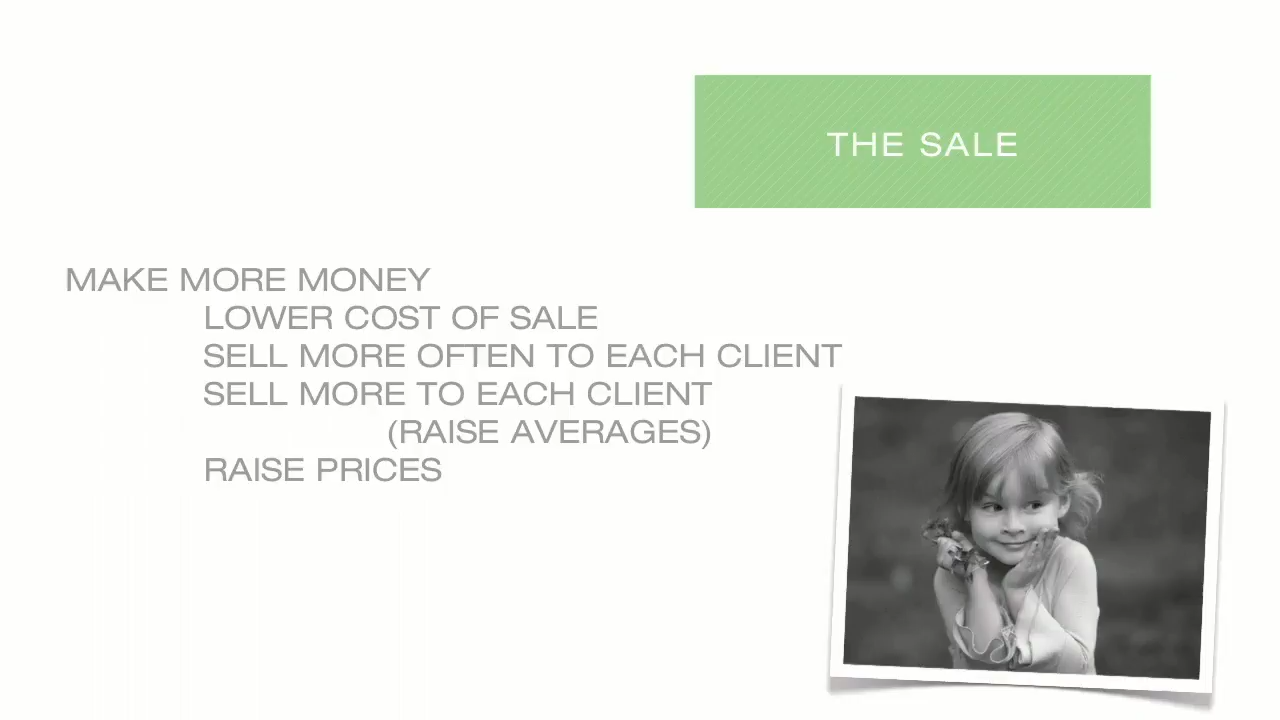 THE SALE
MAKE MORE MONEY
LOWER COST OF SALE
SELL MORE OFTEN TO EACH CLIENT
SELL MORE TO EACH CLIENT
(RAISE AVERAGES)
RAISE PRICES